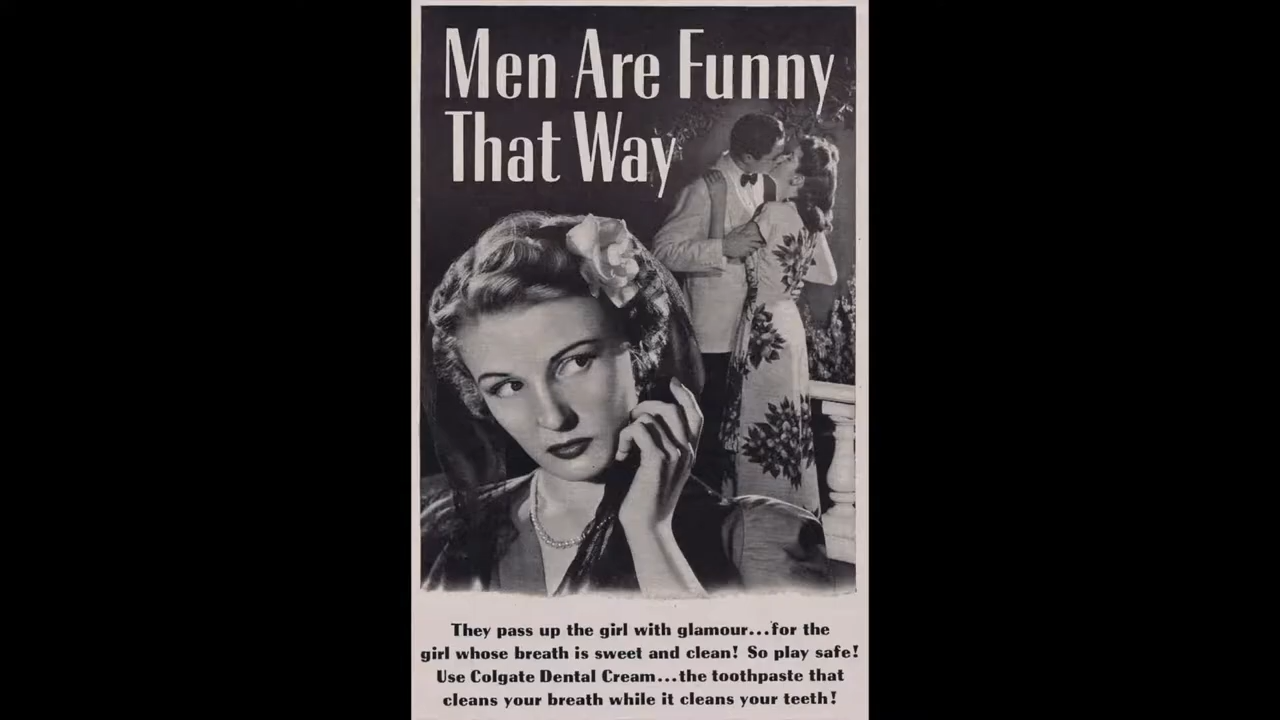 Men Are Funny
That Way
They pass up the girl with glamour...for the
girl whose breath is sweet and clean! So play safe!
Use Colgate Dental Cream...the toothpaste that
cleans your breath while it cleans your teeth!